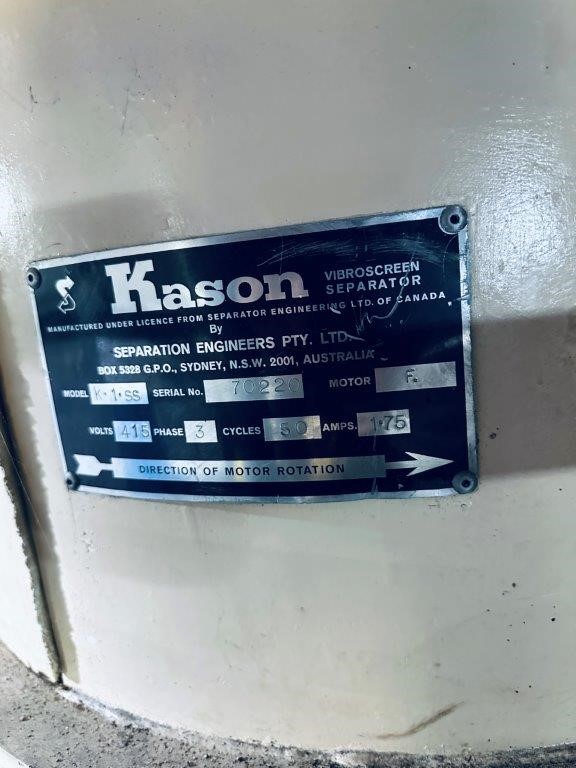 Kason VIBROSCREEN SEPARATOR
MANUFACTURED UNDER LICENCE FROM SEPARATOR ENGINEERING LTD. OF CANADA
By
SEPARATION ENGINEERS PTY. LTD.
BOX 5328 G.P.O., SYDNEY, N.S.W. 2001, AUSTRALIA
MODEL K·1·SS SERIAL No. 70220 MOTOR F.
VOLTS 415 PHASE 3 CYCLES 50 AMPS. 1·75
DIRECTION OF MOTOR ROTATION